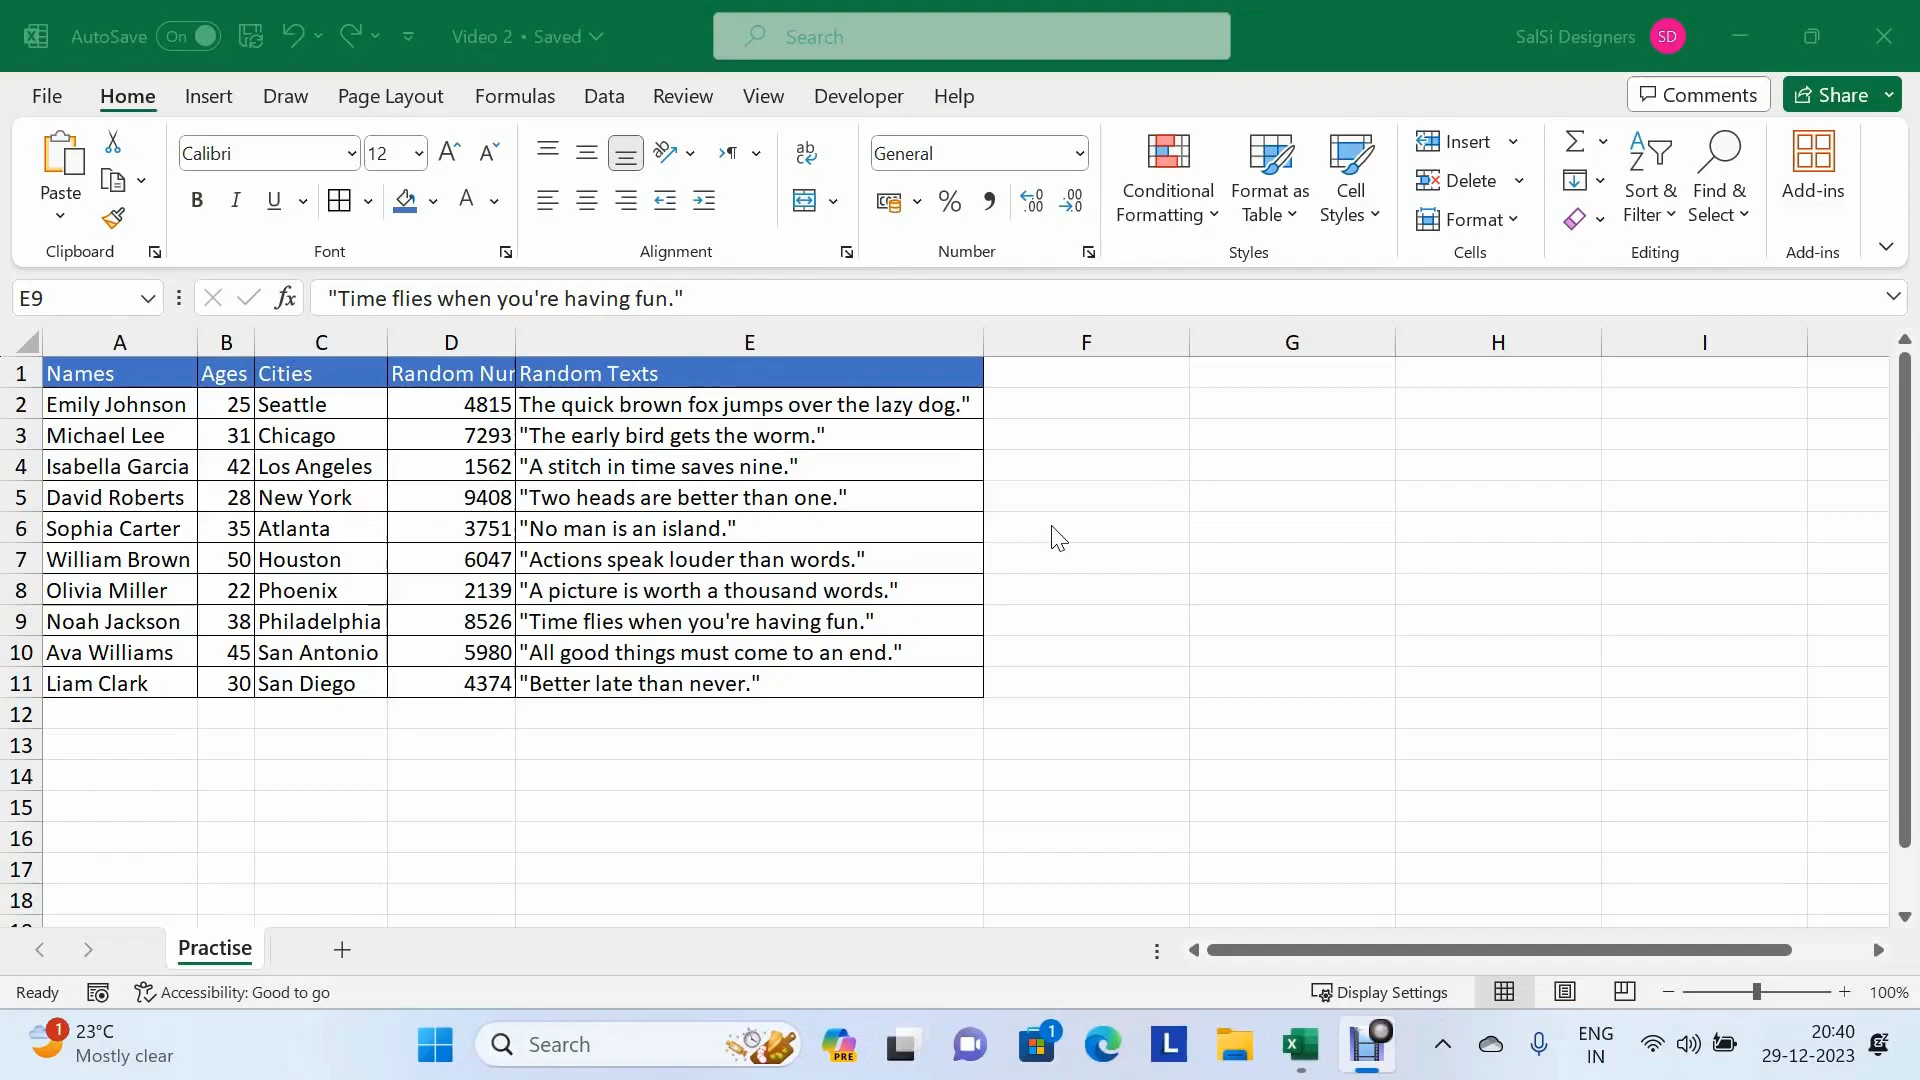 AutoSave On Video 2 • Saved Search SalSi Designers SD
File Home Insert Draw Page Layout Formulas Data Review View Developer Help Comments Share
Paste Calibri 12 A A ab General Conditional Formatting Format as Table Cell Styles Insert Delete Format Sort & Filter Find & Select Add-ins
B I U A % 9 .00
Clipboard Font Alignment Number Styles Cells Editing Add-ins
E9 fx "Time flies when you're having fun."
A B C D E F G H I
1 Names Ages Cities Random Nur Random Texts
2 Emily Johnson 25 Seattle 4815 The quick brown fox jumps over the lazy dog."
3 Michael Lee 31 Chicago 7293 "The early bird gets the worm."
4 Isabella Garcia 42 Los Angeles 1562 "A stitch in time saves nine."
5 David Roberts 28 New York 9408 "Two heads are better than one."
6 Sophia Carter 35 Atlanta 3751 "No man is an island."
7 William Brown 50 Houston 6047 "Actions speak louder than words."
8 Olivia Miller 22 Phoenix 2139 "A picture is worth a thousand words."
9 Noah Jackson 38 Philadelphia 8526 "Time flies when you're having fun."
10 Ava Williams 45 San Antonio 5980 "All good things must come to an end."
11 Liam Clark 30 San Diego 4374 "Better late than never."
12
13
14
15
16
17
18
Practise
Ready Accessibility: Good to go Display Settings 100%
1 23°C Mostly clear Search PRE 1 L ENG IN 20:40 29-12-2023